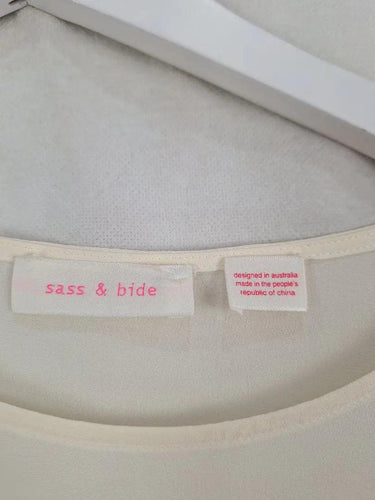 sass & bide
designed in australia
made in the people's
republic of china